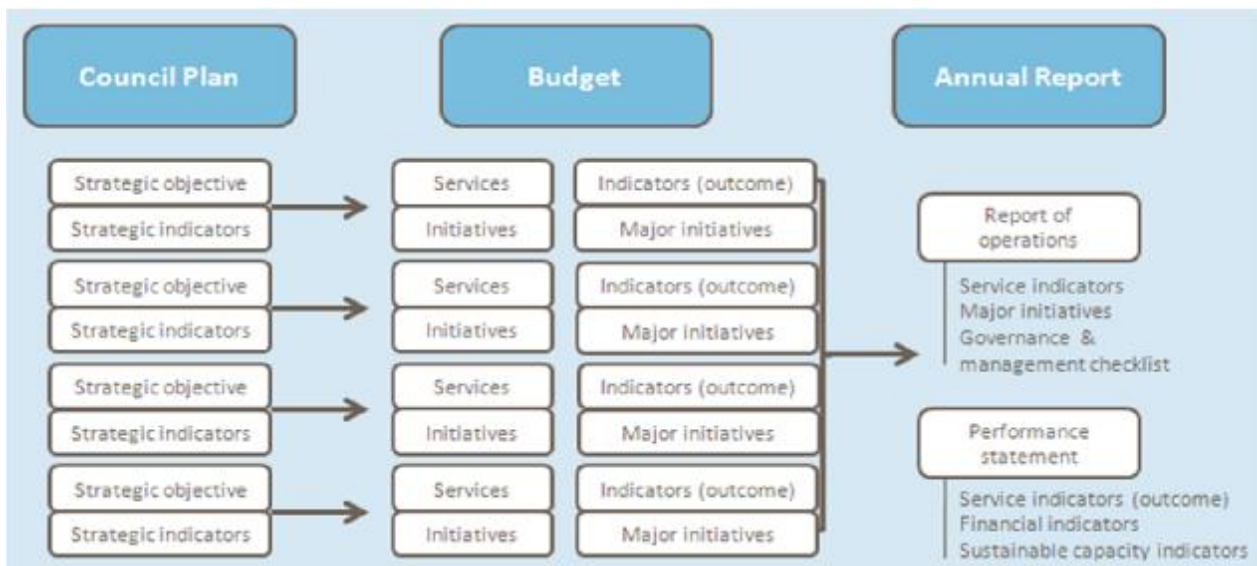 Council Plan
Budget
Annual Report
Strategic objective
Strategic indicators
Services
Initiatives
Indicators (outcome)
Major initiatives
Strategic objective
Strategic indicators
Services
Initiatives
Indicators (outcome)
Major initiatives
Strategic objective
Strategic indicators
Services
Initiatives
Indicators (outcome)
Major initiatives
Strategic objective
Strategic indicators
Services
Initiatives
Indicators (outcome)
Major initiatives
Report of
operations
Service indicators
Major initiatives
Governance &
management checklist
Performance
statement
Service indicators (outcome)
Financial indicators
Sustainable capacity indicators